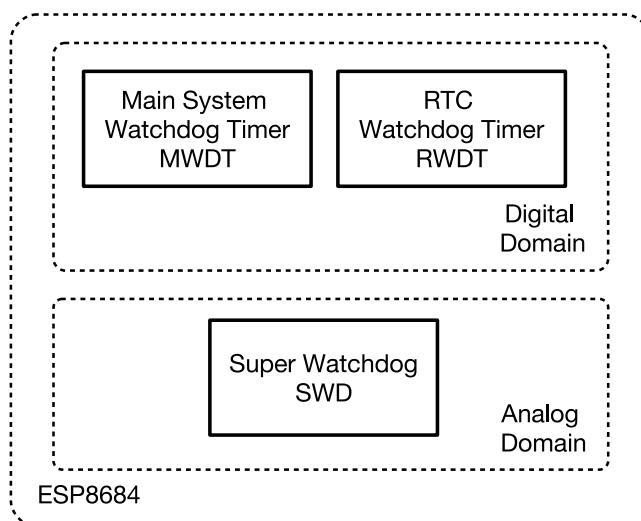 Main System
Watchdog Timer
MWDT
RTC
Watchdog Timer
RWDT
Digital
Domain
Super Watchdog
SWD
Analog
Domain
ESP8684